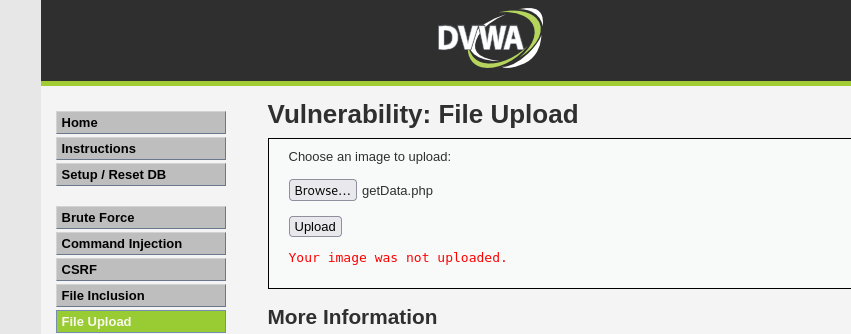 DVWA
Home
Instructions
Setup / Reset DB
Brute Force
Command Injection
CSRF
File Inclusion
File Upload
Vulnerability: File Upload
Choose an image to upload:
Browse... getData.php
Upload
Your image was not uploaded.
More Information